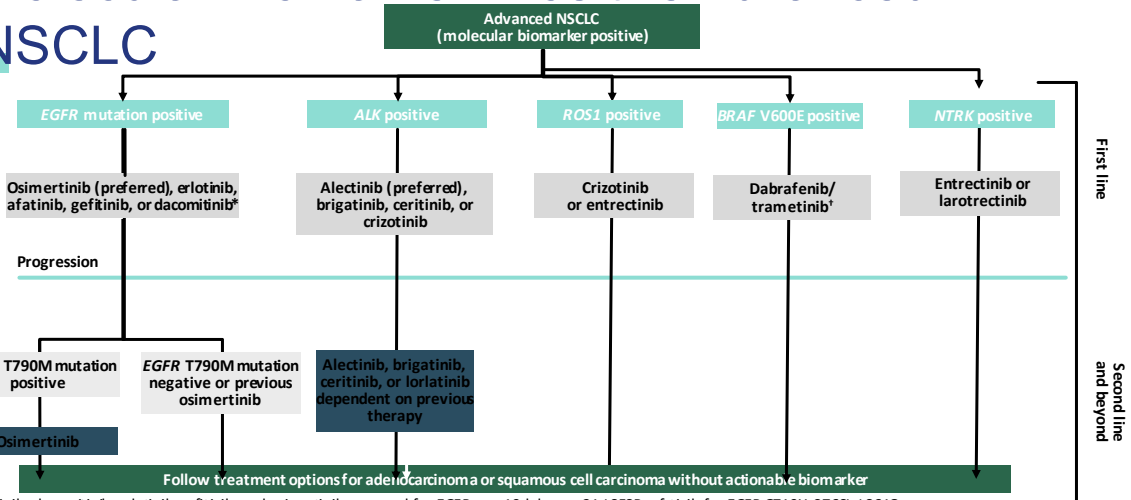 NSCLC
Advanced NSCLC
(molecular biomarker positive)
EGFR mutation positive
ALK positive
ROS1 positive
BRAF V600E positive
NTRK positive
First line
Osimertinib (preferred), erlotinib,
afatinib, gefitinib, or dacomitinib*
Alectinib (preferred),
brigatinib, ceritinib, or
crizotinib
Crizotinib
or entrectinib
Dabrafenib/
trametinib†
Entrectinib or
larotrectinib
Progression
T790M mutation
positive
EGFR T790M mutation
negative or previous
osimertinib
Alectinib, brigatinib,
ceritinib, or lorlatinib
dependent on previous
therapy
Second line
and beyond
Osimertinib
Follow treatment options for adenocarcinoma or squamous cell carcinoma without actionable biomarker